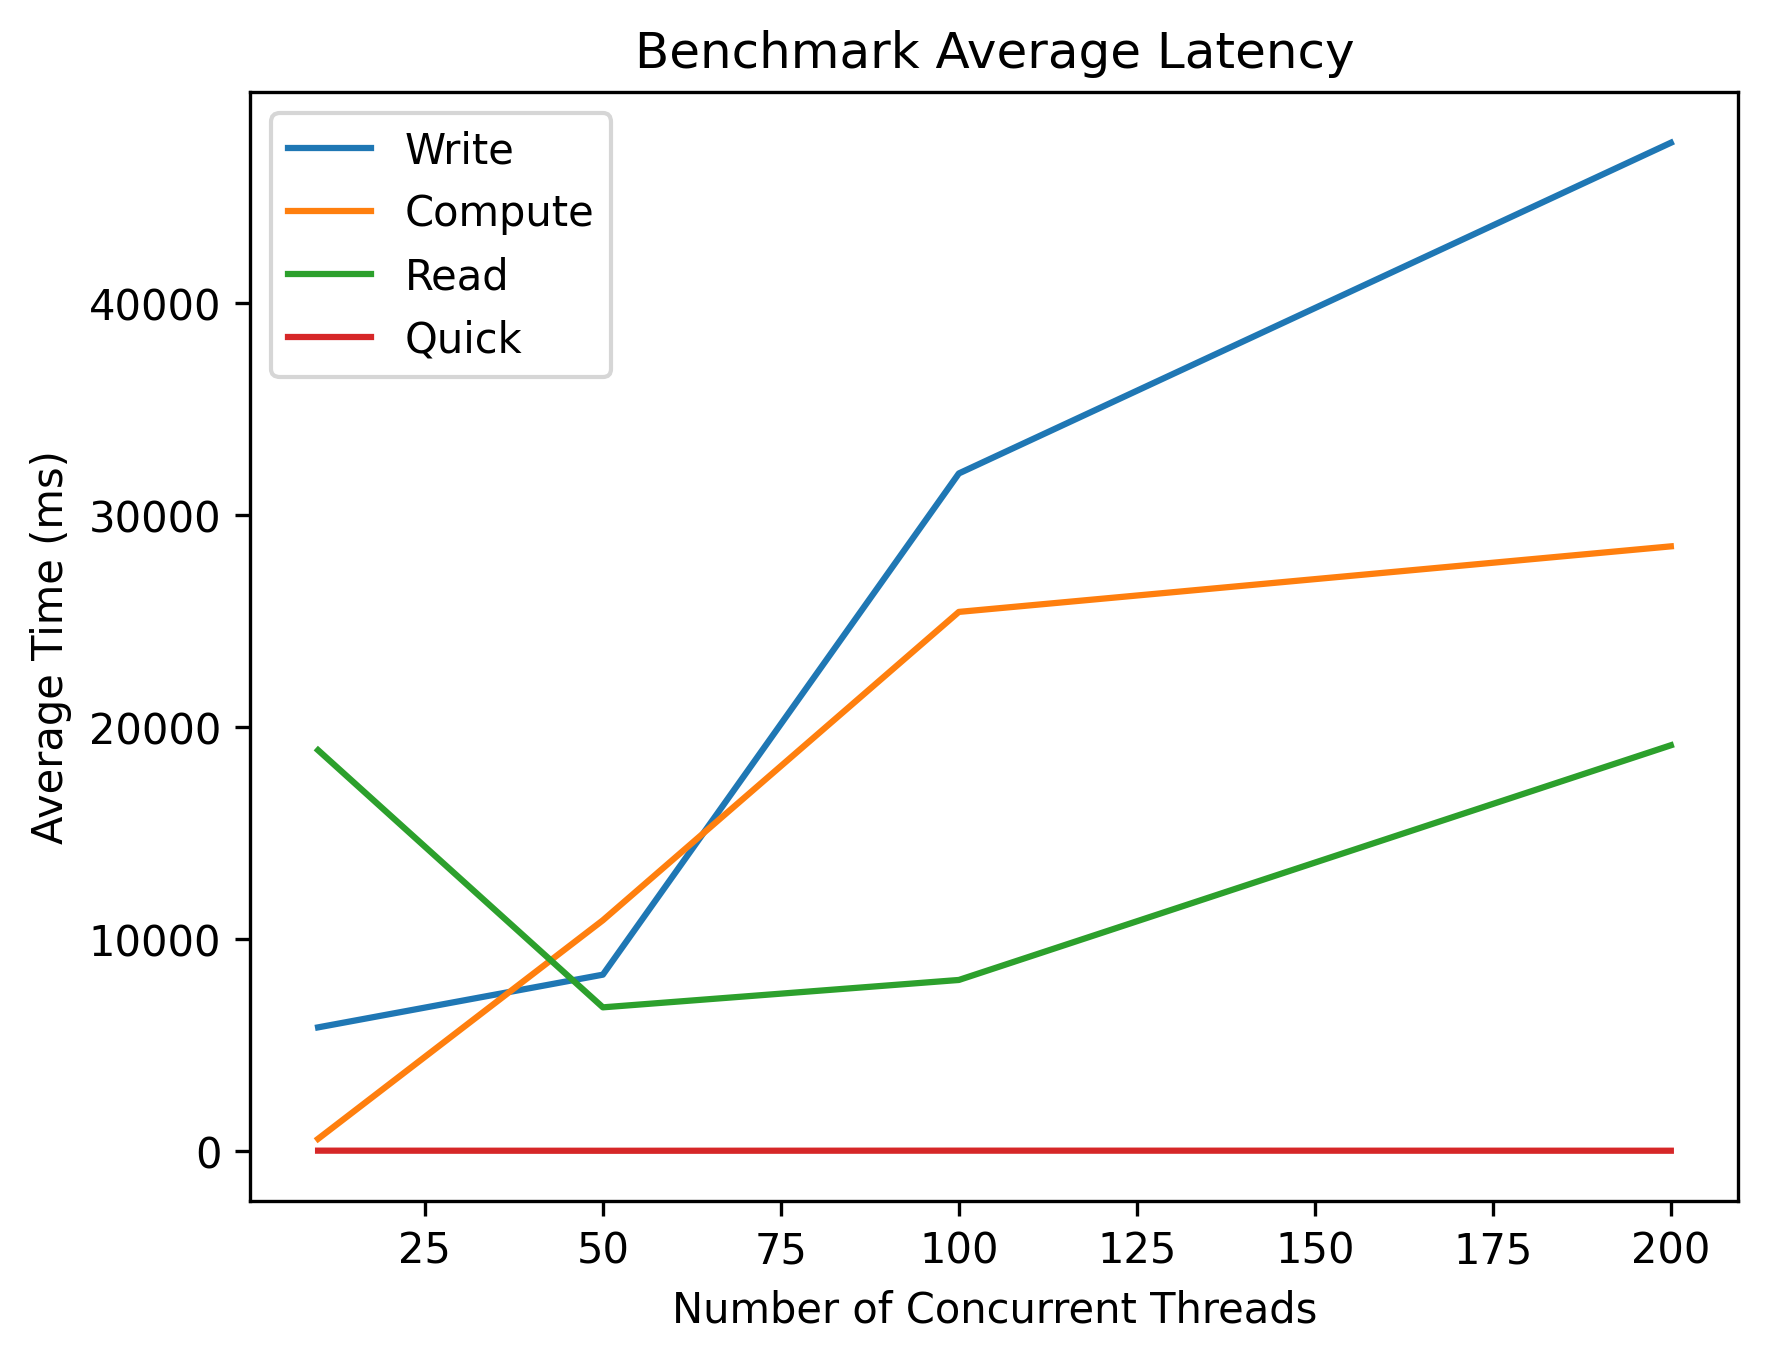 Benchmark Average Latency
Write
Compute
Read
Quick
Average Time (ms)
40000
30000
20000
10000
0
25 50 75 100 125 150 175 200
Number of Concurrent Threads